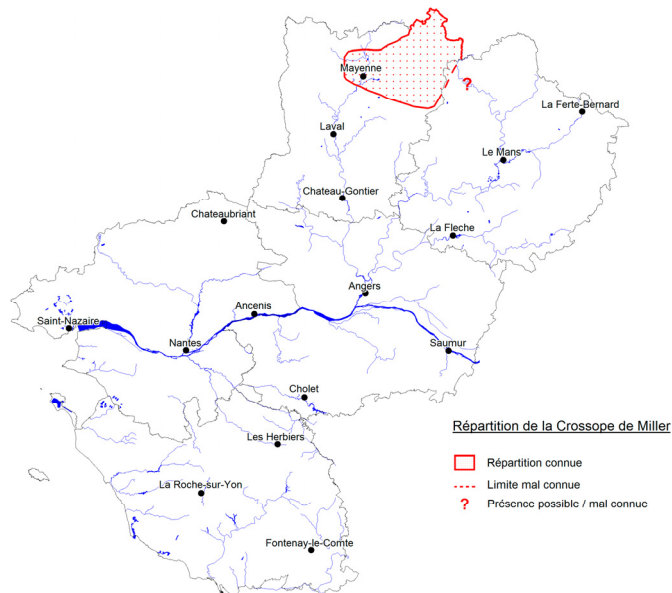 Mayenne
?
La Ferte-Bernard
Laval
Le Mans
Chateau-Gontier
Chateaubriant
La Fleche
Angers
Ancenis
Saint-Nazaire
Nantes
Saumur
Cholet
Les Herbiers
La Roche-sur-Yon
Fontenay-le-Comte
Répartition de la Crossope de Miller
Répartition connue
Limite mal connue
? Présence possible / mal connue